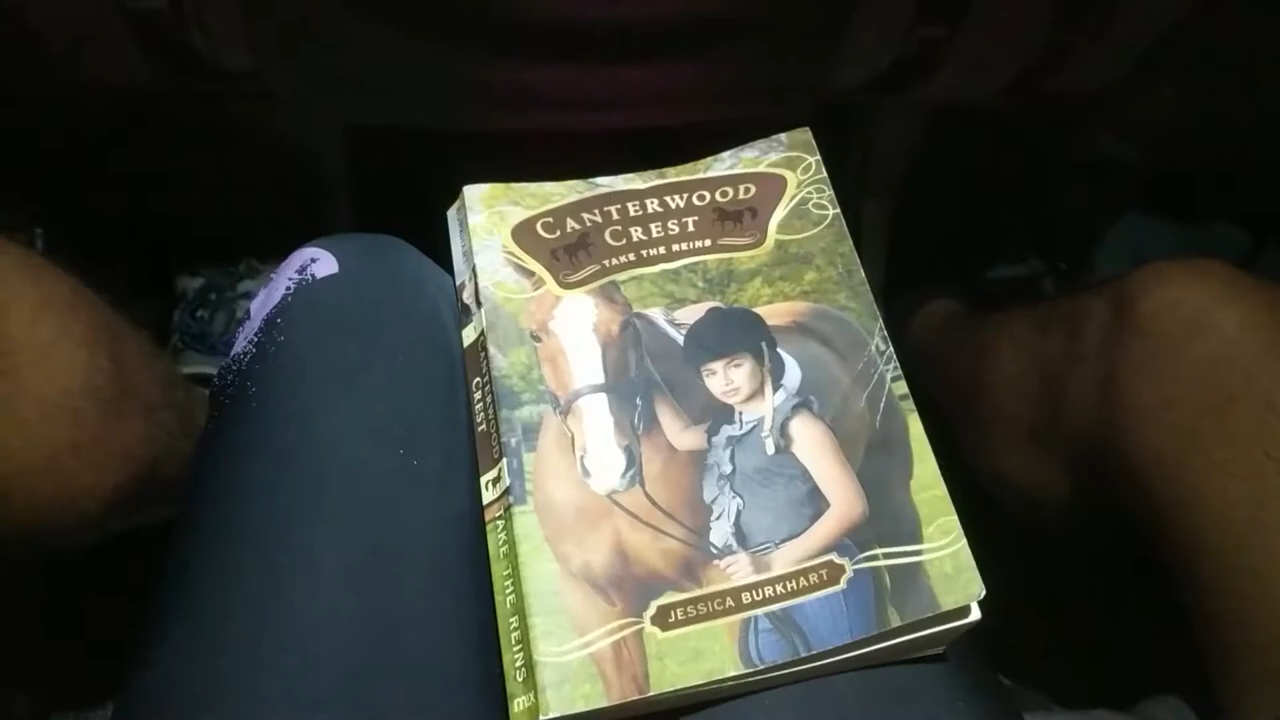 CANTERWOOD
CREST
TAKE THE REINS
JESSICA BURKHART
CANTERWOOD
CREST
TAKE THE REINS
mix